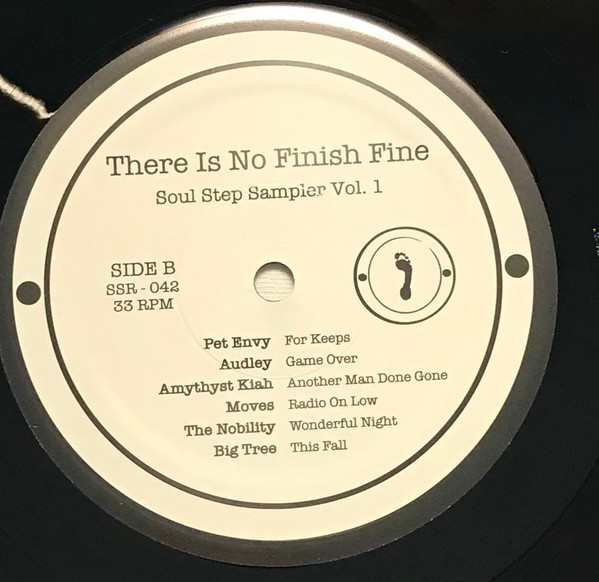 There Is No Finish Fine
Soul Step Sampler Vol. 1
SIDE B
SSR - 042
33 RPM
Pet Envy For Keeps
Audley Game Over
Amythyst Kiah Another Man Done Gone
Moves Radio On Low
The Nobility Wonderful Night
Big Tree This Fall